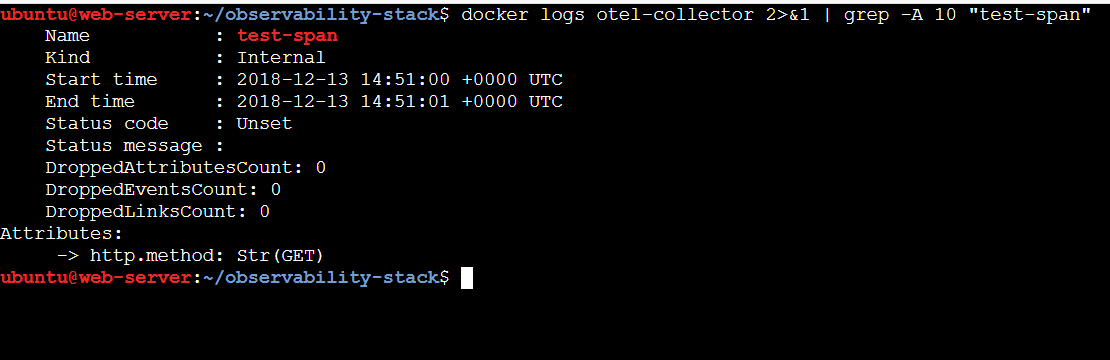 ubuntu@web-server:~/observability-stack$ docker logs otel-collector 2>&1 | grep -A 10 "test-span"
    Name           : test-span
    Kind           : Internal
    Start time     : 2018-12-13 14:51:00 +0000 UTC
    End time       : 2018-12-13 14:51:01 +0000 UTC
    Status code    : Unset
    Status message :
    DroppedAttributesCount: 0
    DroppedEventsCount: 0
    DroppedLinksCount: 0
Attributes:
     -> http.method: Str(GET)
ubuntu@web-server:~/observability-stack$